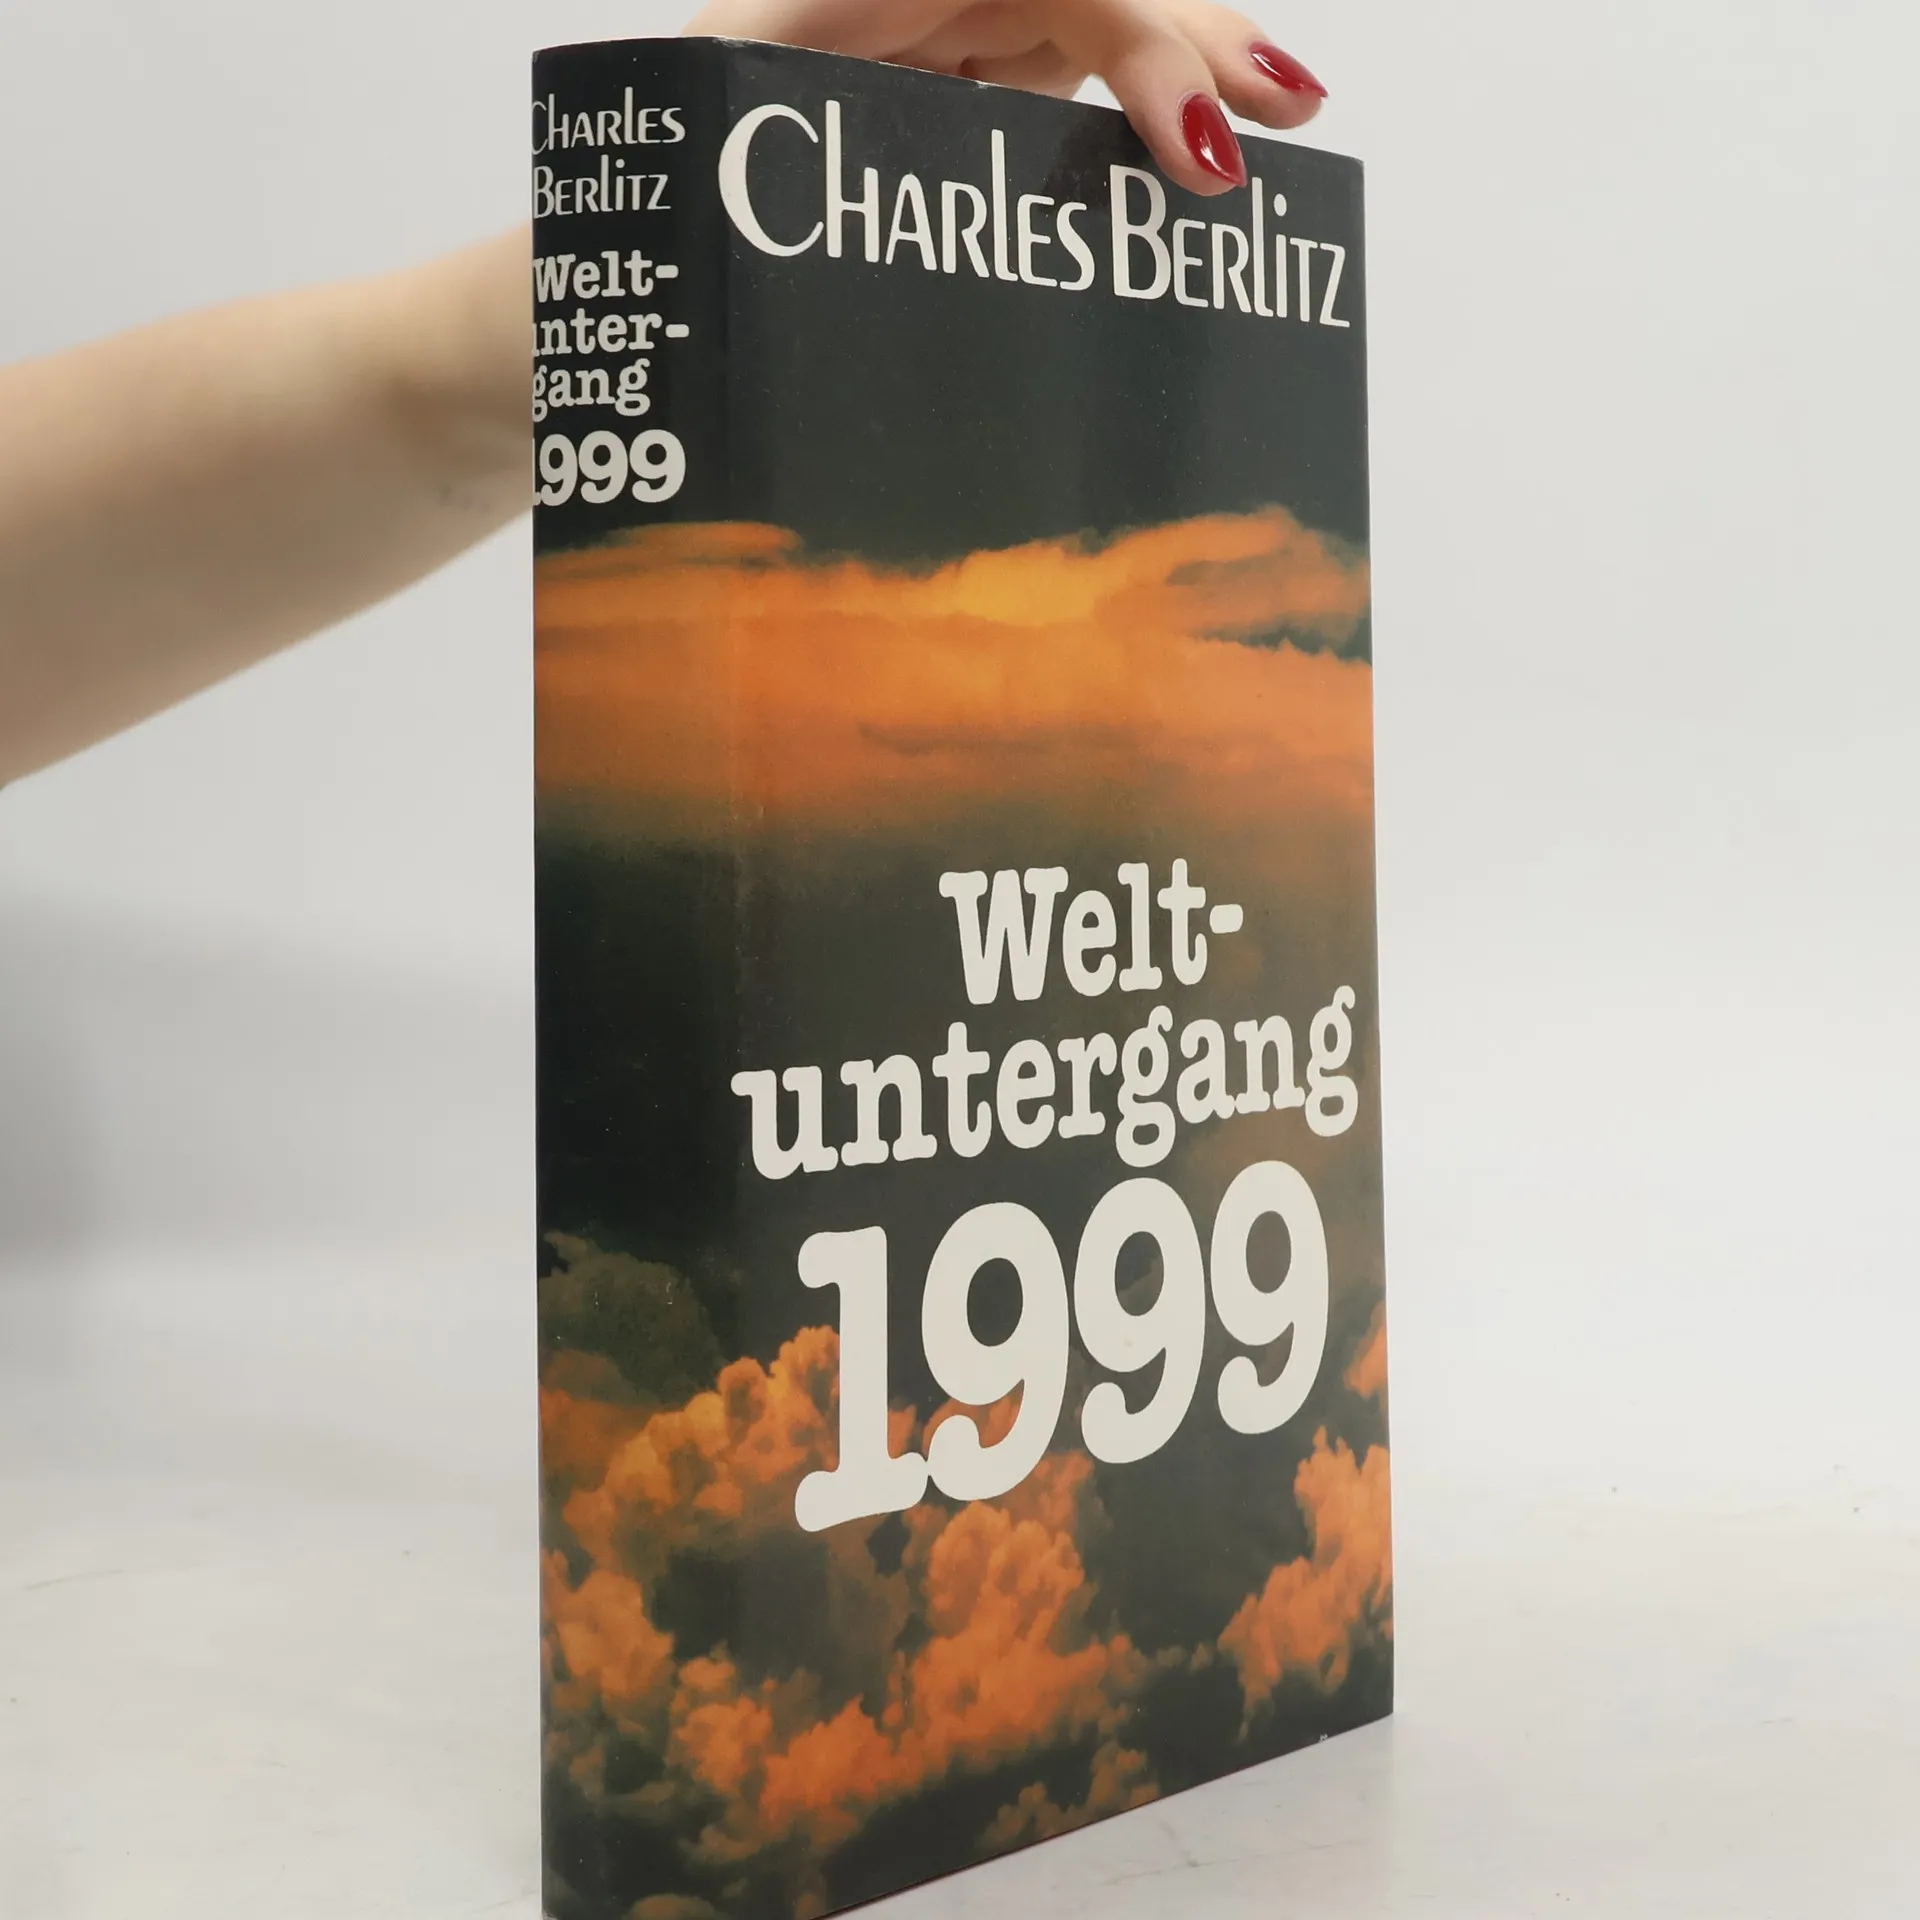 Charles
Berlitz
Welt-
unter-
gang
1999
Charles Berlitz
Welt-
untergang
1999